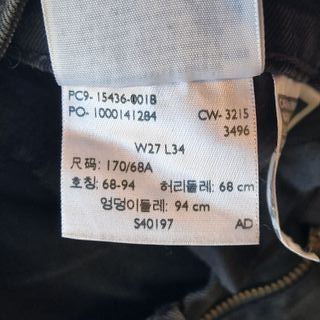 PC9- 15436-0018
PO- 1000141284 CW- 3215
3496
W27 L34
尺码: 170/68A
호칭: 68-94 허리둘레: 68 cm
엉덩이둘레: 94 cm
S40197 AD